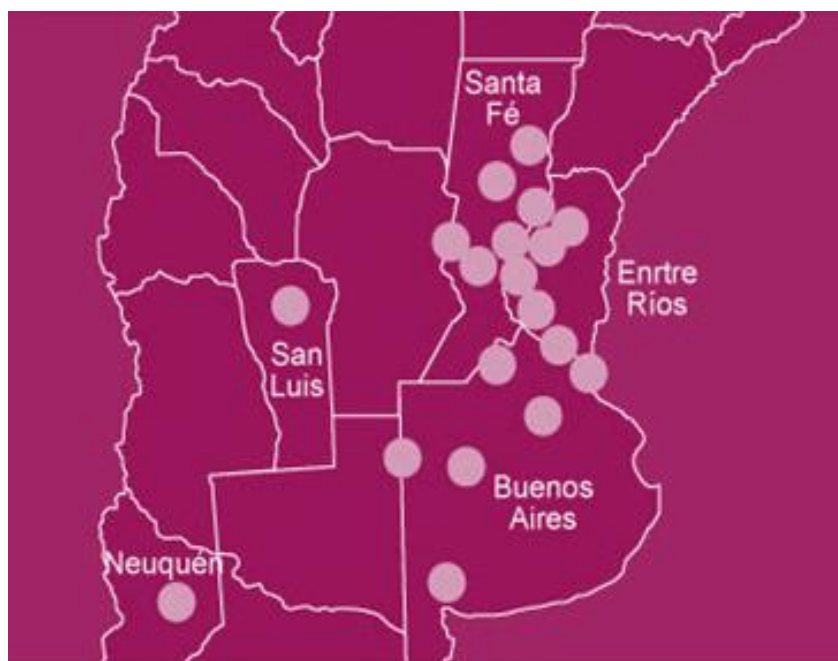 Santa
Fé
Enrtre
Ríos
San
Luis
Buenos
Aires
Neuquén